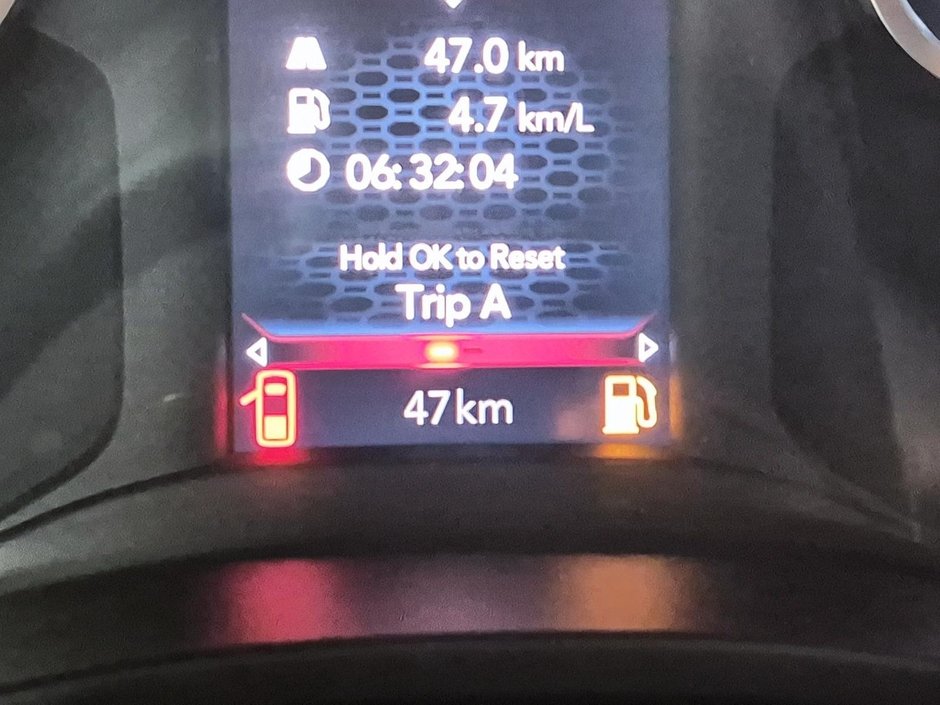 47.0 km
4.7 km/L
06:32:04
Hold OK to Reset
Trip A
47km